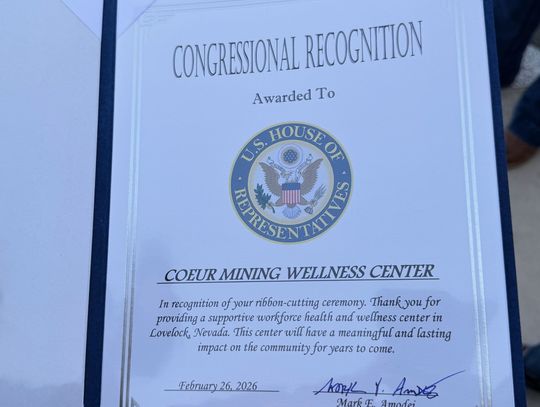 CONGRESSIONAL RECOGNITION
Awarded To
U.S. HOUSE OF
REPRESENTATIVES
COEUR MINING WELLNESS CENTER
In recognition of your ribbon-cutting ceremony. Thank you for
providing a supportive workforce health and wellness center in
Lovelock, Nevada. This center will have a meaningful and lasting
impact on the community for years to come.
February 26, 2026
Mark E. Amodei